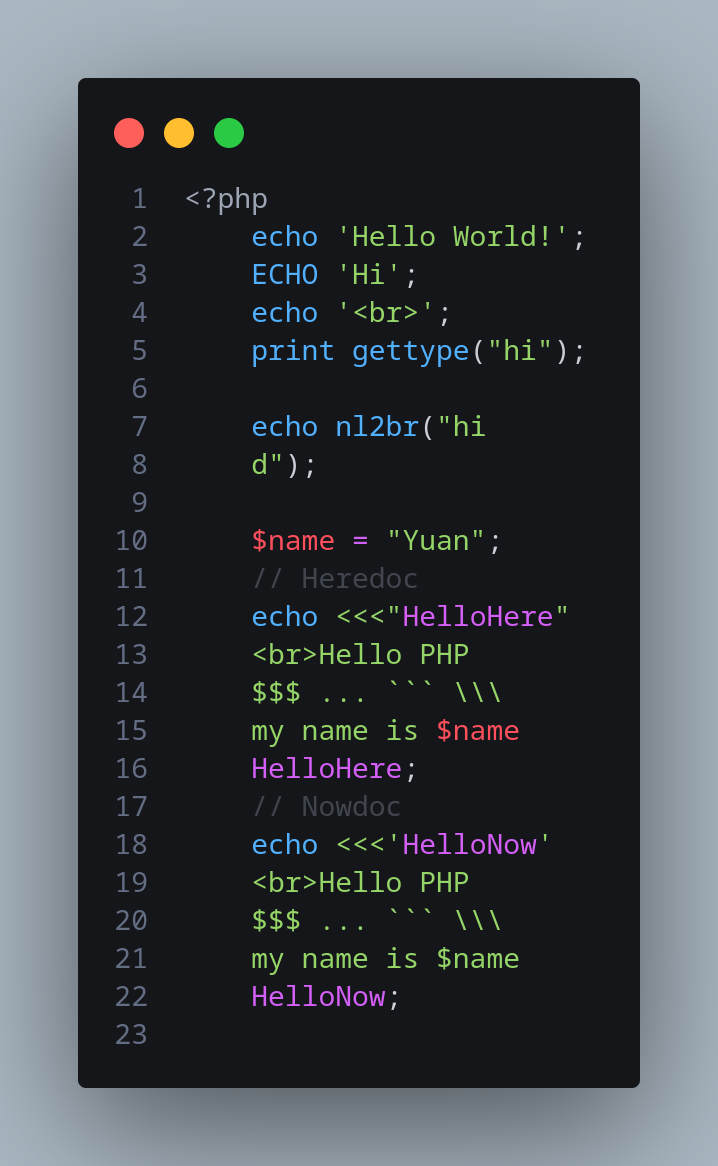 1 <?php
2     echo 'Hello World!';
3     ECHO 'Hi';
4     echo '<br>';
5     print gettype("hi");
6
7     echo nl2br("hi
8     d");
9
10     $name = "Yuan";
11     // Heredoc
12     echo <<<"HelloHere"
13     <br>Hello PHP
14     $$$ ... ``` \\\
15     my name is $name
16     HelloHere;
17     // Nowdoc
18     echo <<<'HelloNow'
19     <br>Hello PHP
20     $$$ ... ``` \\\
21     my name is $name
22     HelloNow;
23